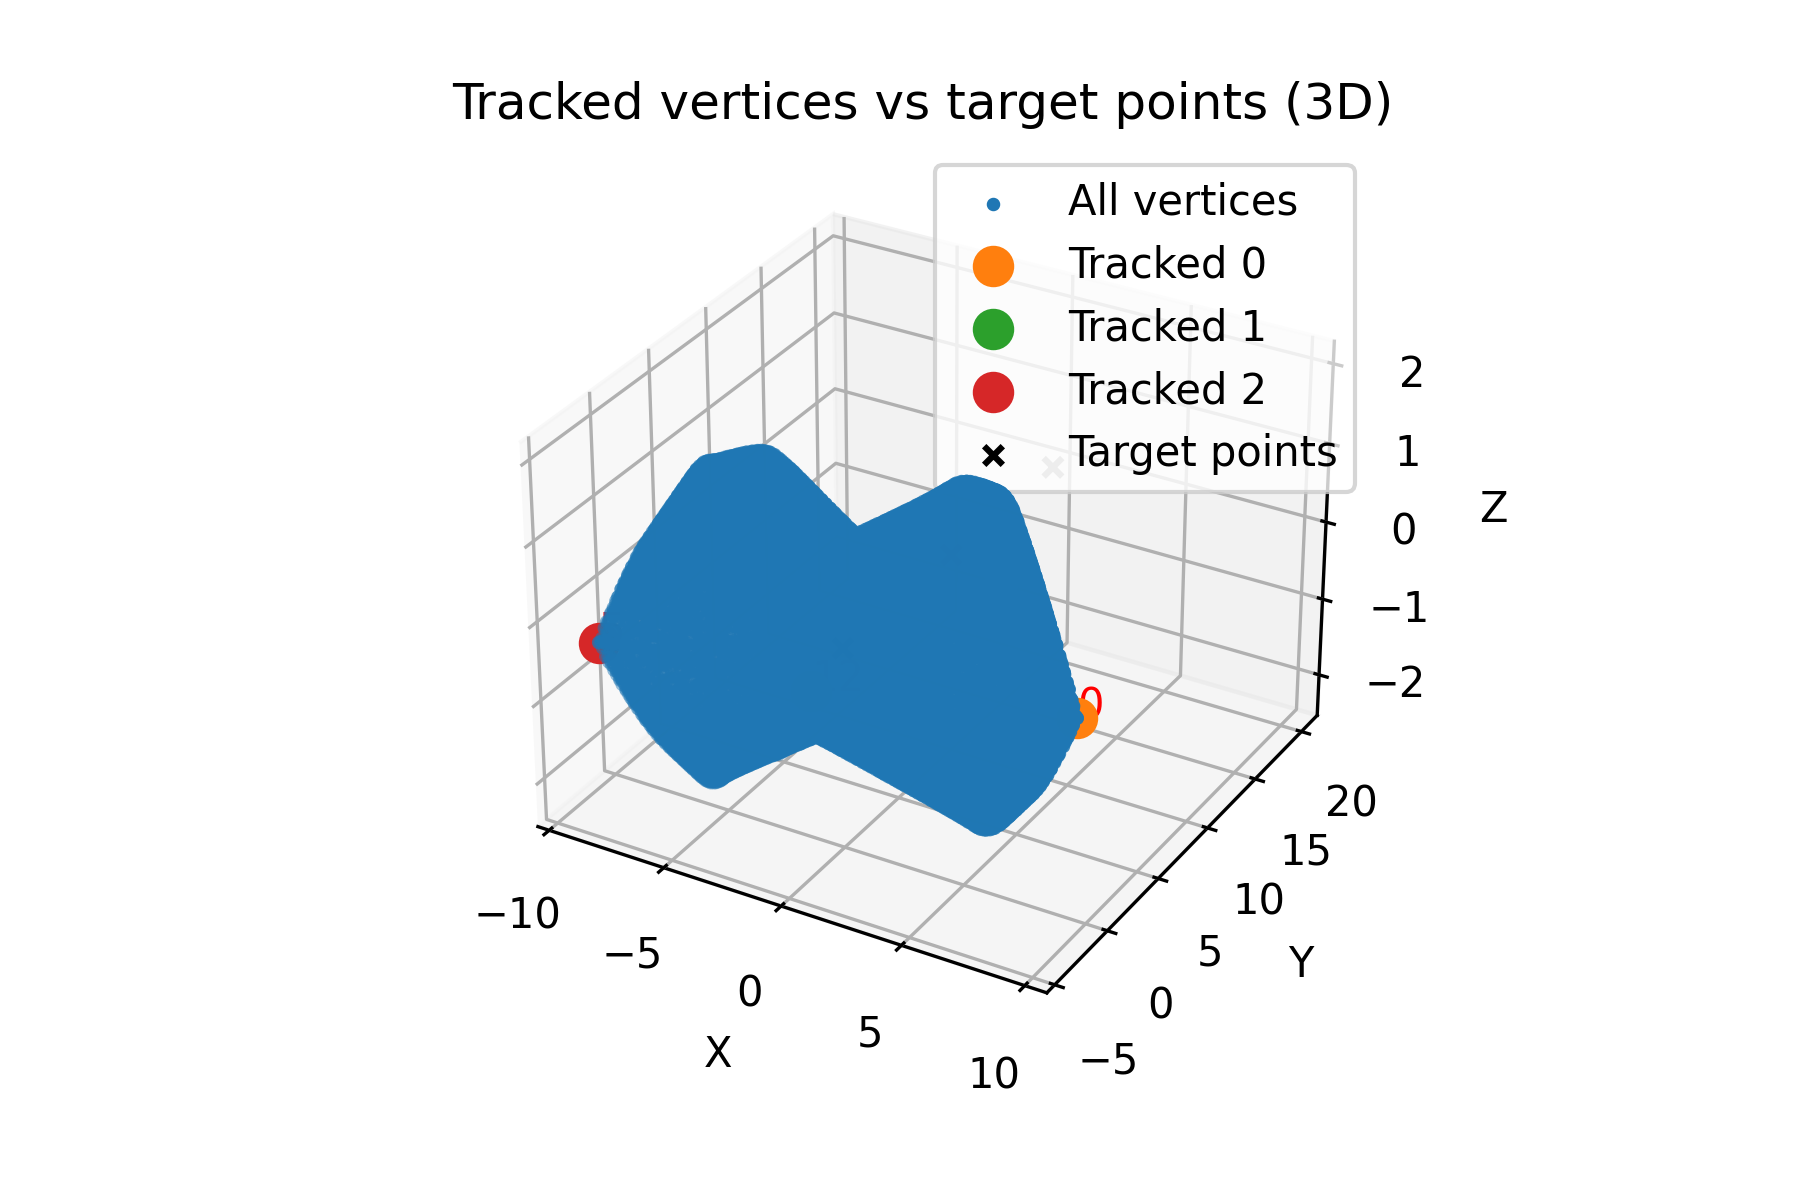 Tracked vertices vs target points (3D)
All vertices
Tracked 0
Tracked 1
Tracked 2
Target points
2
1
0
−1
−2
Z
0
−10
−5
0
5
10
X
−5
0
5
10
15
20
Y